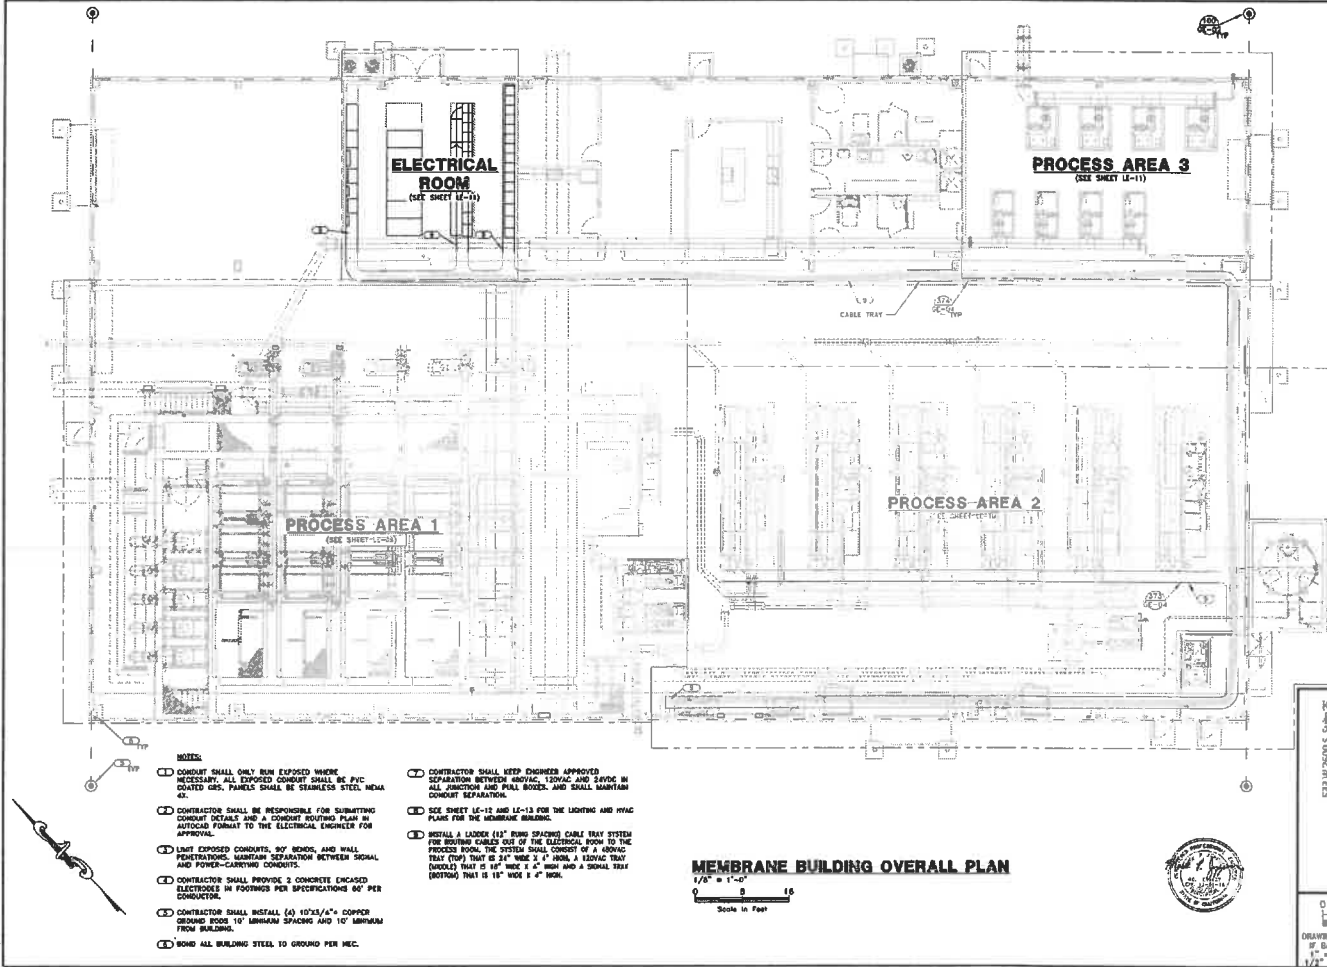 100
TYP
ELECTRICAL
ROOM
(SEE SHEET LE-11)
PROCESS AREA 3
(SEE SHEET LE-11)
CABLE TRAY
374
GE-04
TYP
PROCESS AREA 1
PROCESS AREA 2
373
GE-04
TYP
TYP
NOTES:
1 CONDUIT SHALL ONLY RUN EXPOSED WHERE
NECESSARY. ALL EXPOSED CONDUIT SHALL BE PVC
COATED GRS. PANELS SHALL BE STAINLESS STEEL NEMA
4X.
2 CONTRACTOR SHALL BE RESPONSIBLE FOR SUBMITTING
CONDUIT DETAILS AND A CONDUIT ROUTING PLAN IN
AUTOCAD FORMAT TO THE ELECTRICAL ENGINEER FOR
APPROVAL.
3 LIMIT EXPOSED CONDUITS, 90° BENDS, AND WALL
PENETRATIONS. MAINTAIN SEPARATION BETWEEN SIGNAL
AND POWER-CARRYING CONDUITS.
4 CONTRACTOR SHALL PROVIDE 2 CONCRETE ENCASED
ELECTRODES IN FOOTINGS PER SPECIFICATIONS 60' PER
CONDUCTOR.
5 CONTRACTOR SHALL INSTALL (4) 10'X3/4"ø COPPER
GROUND RODS 10' MINIMUM SPACING AND 10' MINIMUM
FROM BUILDING.
6 BOND ALL BUILDING STEEL TO GROUND PER NEC.
7 CONTRACTOR SHALL KEEP ENGINEER APPROVED
SEPARATION BETWEEN 480VAC, 120VAC AND 24VDC IN
ALL JUNCTION AND PULL BOXES. AND SHALL MAINTAIN
CONDUIT SEPARATION.
8 SEE SHEET LE-12 AND LE-13 FOR THE LIGHTING AND HVAC
PLANS FOR THE MEMBRANE BUILDING.
9 INSTALL A LADDER (12" RUNG SPACING) CABLE TRAY SYSTEM
FOR ROUTING CABLES OUT OF THE ELECTRICAL ROOM TO THE
PROCESS ROOM. THE SYSTEM SHALL CONSIST OF A 480VAC
TRAY (TOP) THAT IS 24" WIDE X 4" HIGH, A 120VAC TRAY
(MIDDLE) THAT IS 18" WIDE X 4" HIGH AND A SIGNAL TRAY
(BOTTOM) THAT IS 18" WIDE X 4" HIGH.
MEMBRANE BUILDING OVERALL PLAN
1/8" = 1'-0"
0 8 16
Scale in Feet